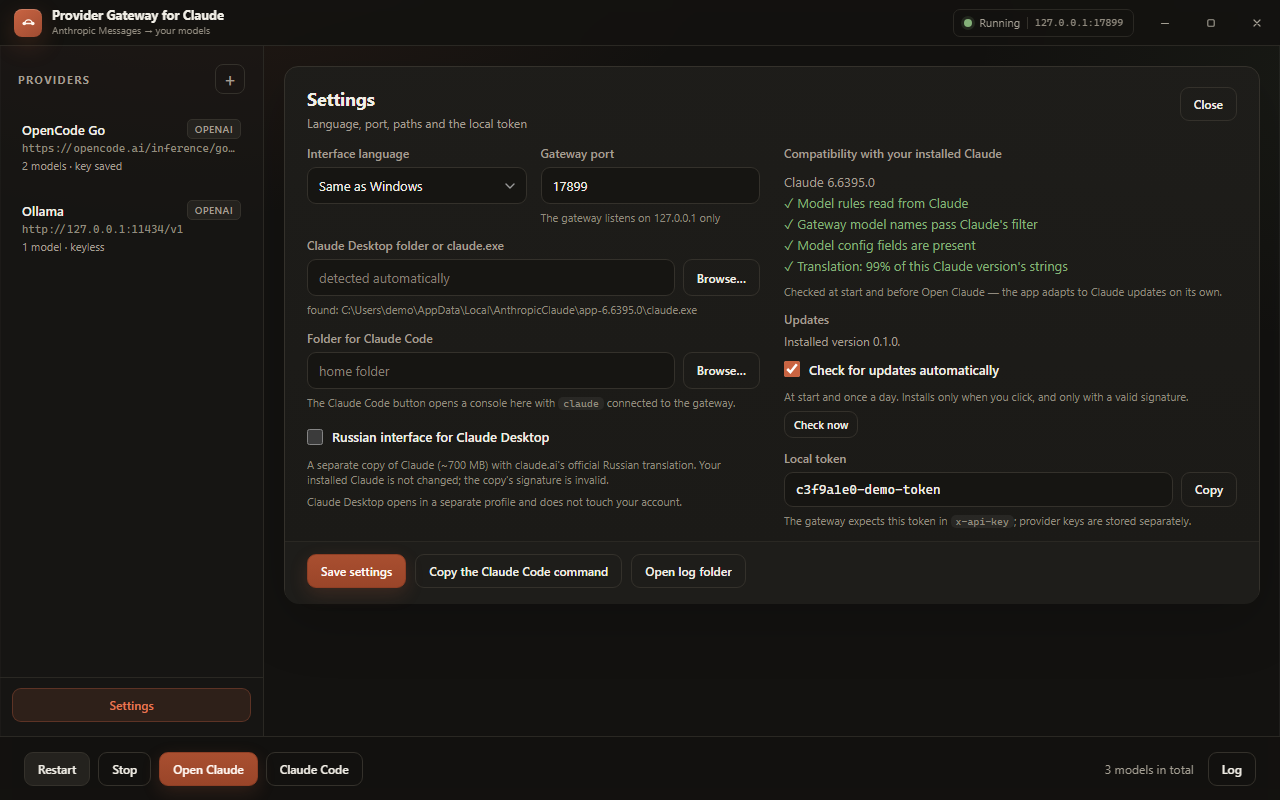 Provider Gateway for Claude
Anthropic Messages → your models
Running
127.0.0.1:17899
PROVIDERS
+
OpenCode Go
OPENAI
https://opencode.ai/inference/go…
2 models · key saved
Ollama
OPENAI
http://127.0.0.1:11434/v1
1 model · keyless
Settings
Settings
Language, port, paths and the local token
Close
Interface language
Same as Windows
Gateway port
17899
The gateway listens on 127.0.0.1 only
Claude Desktop folder or claude.exe
detected automatically
Browse...
found: C:\Users\demo\AppData\Local\AnthropicClaude\app-6.6395.0\claude.exe
Folder for Claude Code
home folder
Browse...
The Claude Code button opens a console here with claude connected to the gateway.
Russian interface for Claude Desktop
A separate copy of Claude (~700 MB) with claude.ai's official Russian translation. Your
installed Claude is not changed; the copy's signature is invalid.
Claude Desktop opens in a separate profile and does not touch your account.
Compatibility with your installed Claude
Claude 6.6395.0
✓ Model rules read from Claude
✓ Gateway model names pass Claude's filter
✓ Model config fields are present
✓ Translation: 99% of this Claude version's strings
Checked at start and before Open Claude — the app adapts to Claude updates on its own.
Updates
Installed version 0.1.0.
Check for updates automatically
At start and once a day. Installs only when you click, and only with a valid signature.
Check now
Local token
c3f9a1e0-demo-token
Copy
The gateway expects this token in x-api-key; provider keys are stored separately.
Save settings
Copy the Claude Code command
Open log folder
Restart
Stop
Open Claude
Claude Code
3 models in total
Log